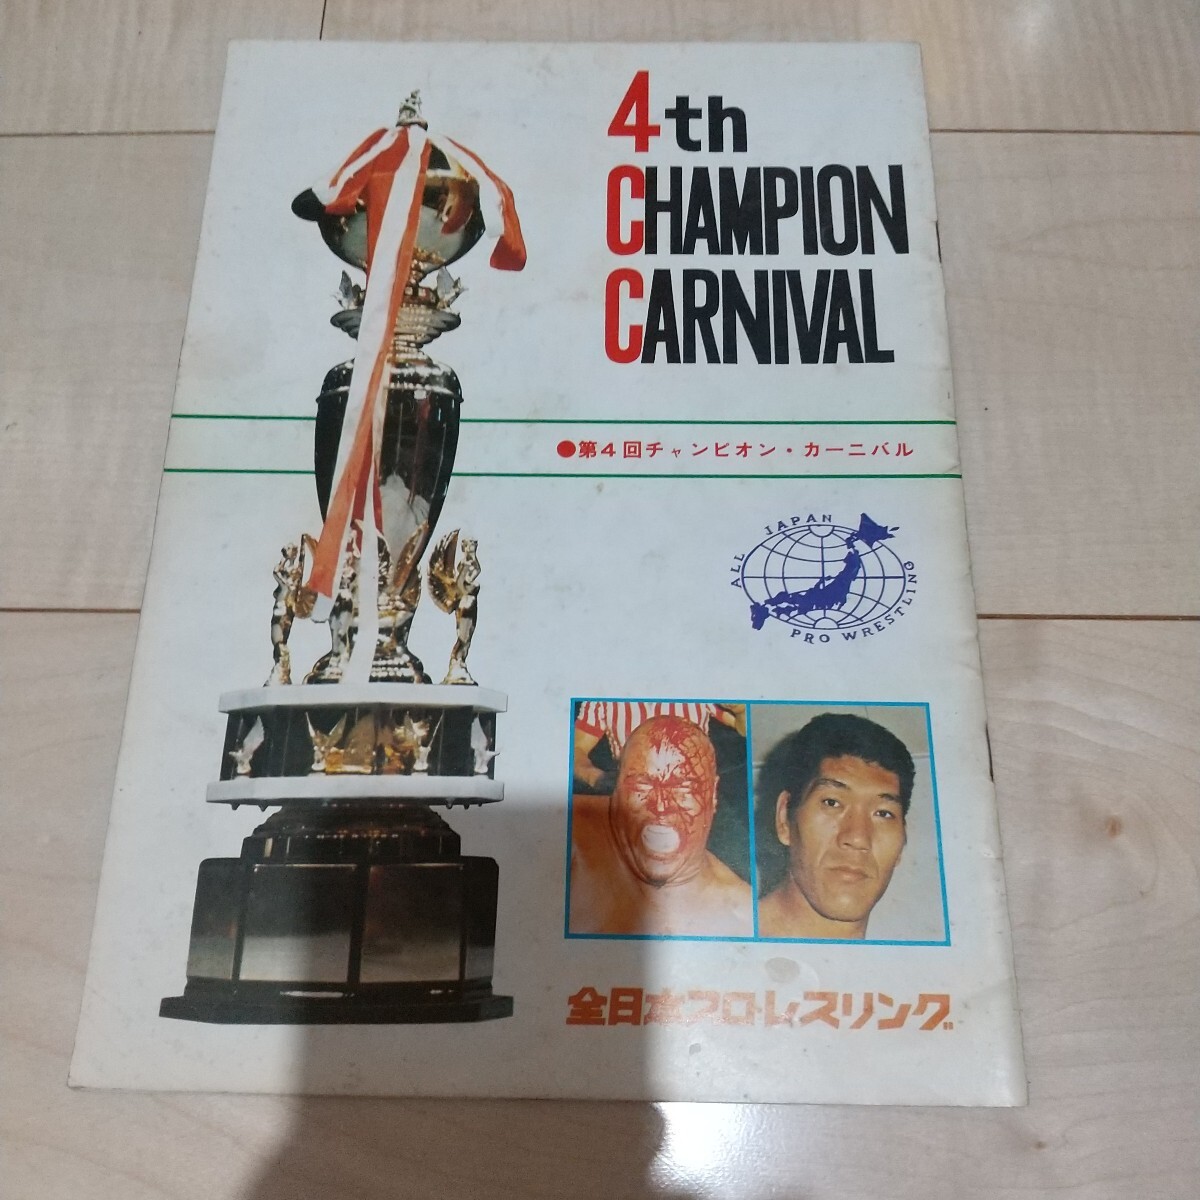 4th
CHAMPION
CARNIVAL
●第4回チャンピオン・カーニバル
ALL JAPAN
PRO WRESTLING
全日本プロ・レスリング